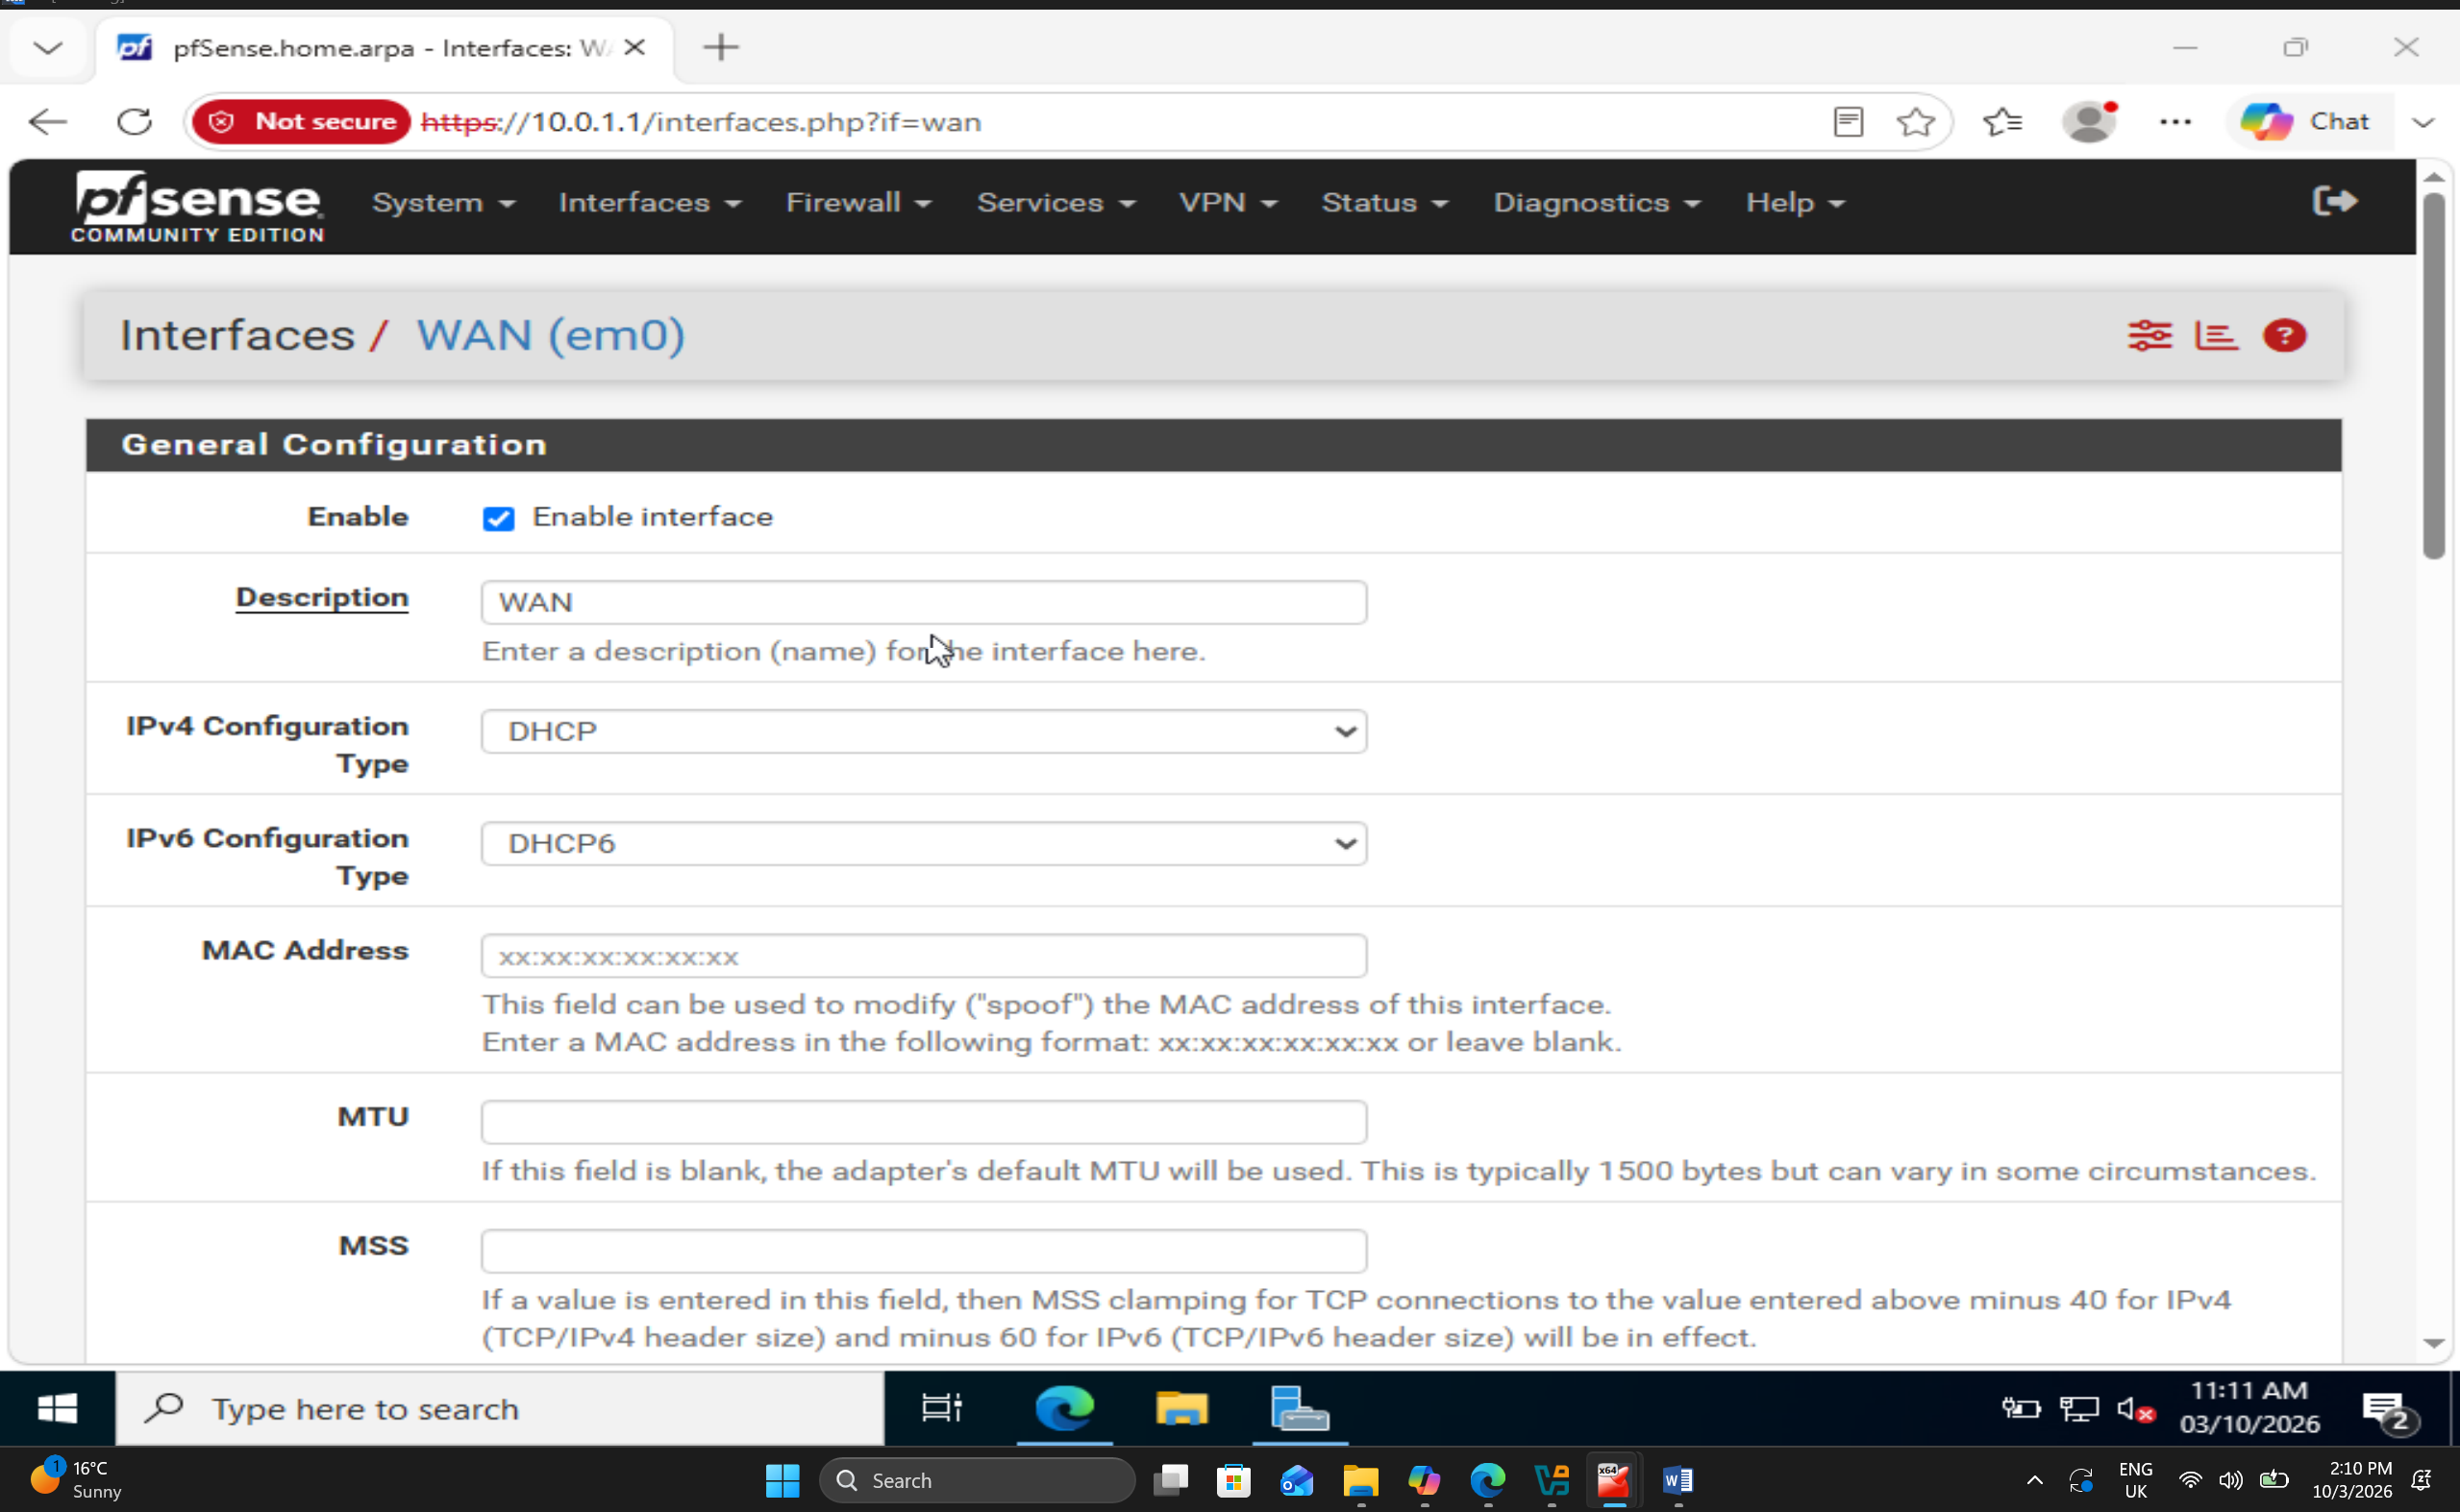 pfSense.home.arpa - Interfaces: W
Not secure https://10.0.1.1/interfaces.php?if=wan
Chat
pfsense
COMMUNITY EDITION
System Interfaces Firewall Services VPN Status Diagnostics Help
Interfaces / WAN (em0)
General Configuration
Enable
Enable interface
Description
WAN
Enter a description (name) for the interface here.
IPv4 Configuration
Type
DHCP
IPv6 Configuration
Type
DHCP6
MAC Address
xx:xx:xx:xx:xx:xx
This field can be used to modify ("spoof") the MAC address of this interface.
Enter a MAC address in the following format: xx:xx:xx:xx:xx:xx or leave blank.
MTU
If this field is blank, the adapter's default MTU will be used. This is typically 1500 bytes but can vary in some circumstances.
MSS
If a value is entered in this field, then MSS clamping for TCP connections to the value entered above minus 40 for IPv4
(TCP/IPv4 header size) and minus 60 for IPv6 (TCP/IPv6 header size) will be in effect.
Type here to search
11:11 AM
03/10/2026
2
1
16°C
Sunny
Search
x64
ENG
UK
2:10 PM
10/3/2026